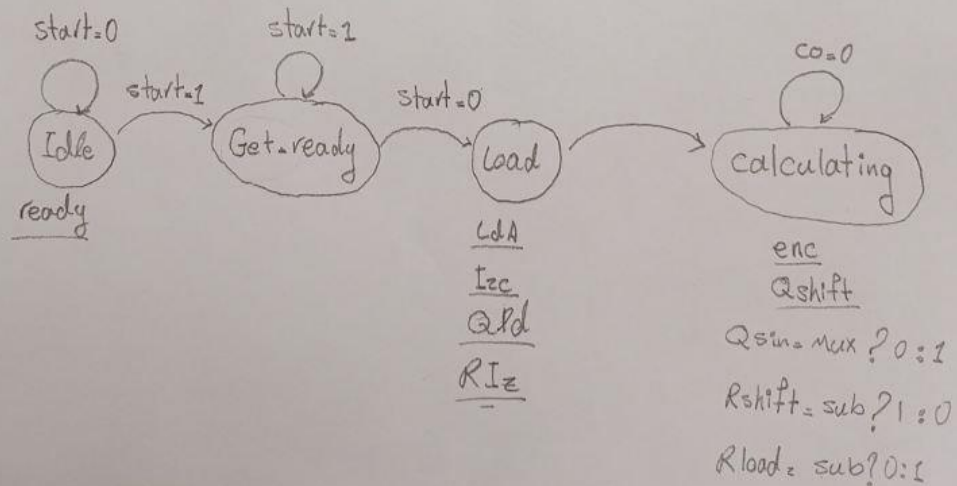 start=0
start=1
co=0
start=1
start=0
Idle
Get-ready
Load
calculating
ready
LdA
Izc
Qld
RIz
enc
Qshift
Qsin= mux ? 0 : 1
Rshift = sub ? 1 : 0
Rload = sub ? 0 : 1